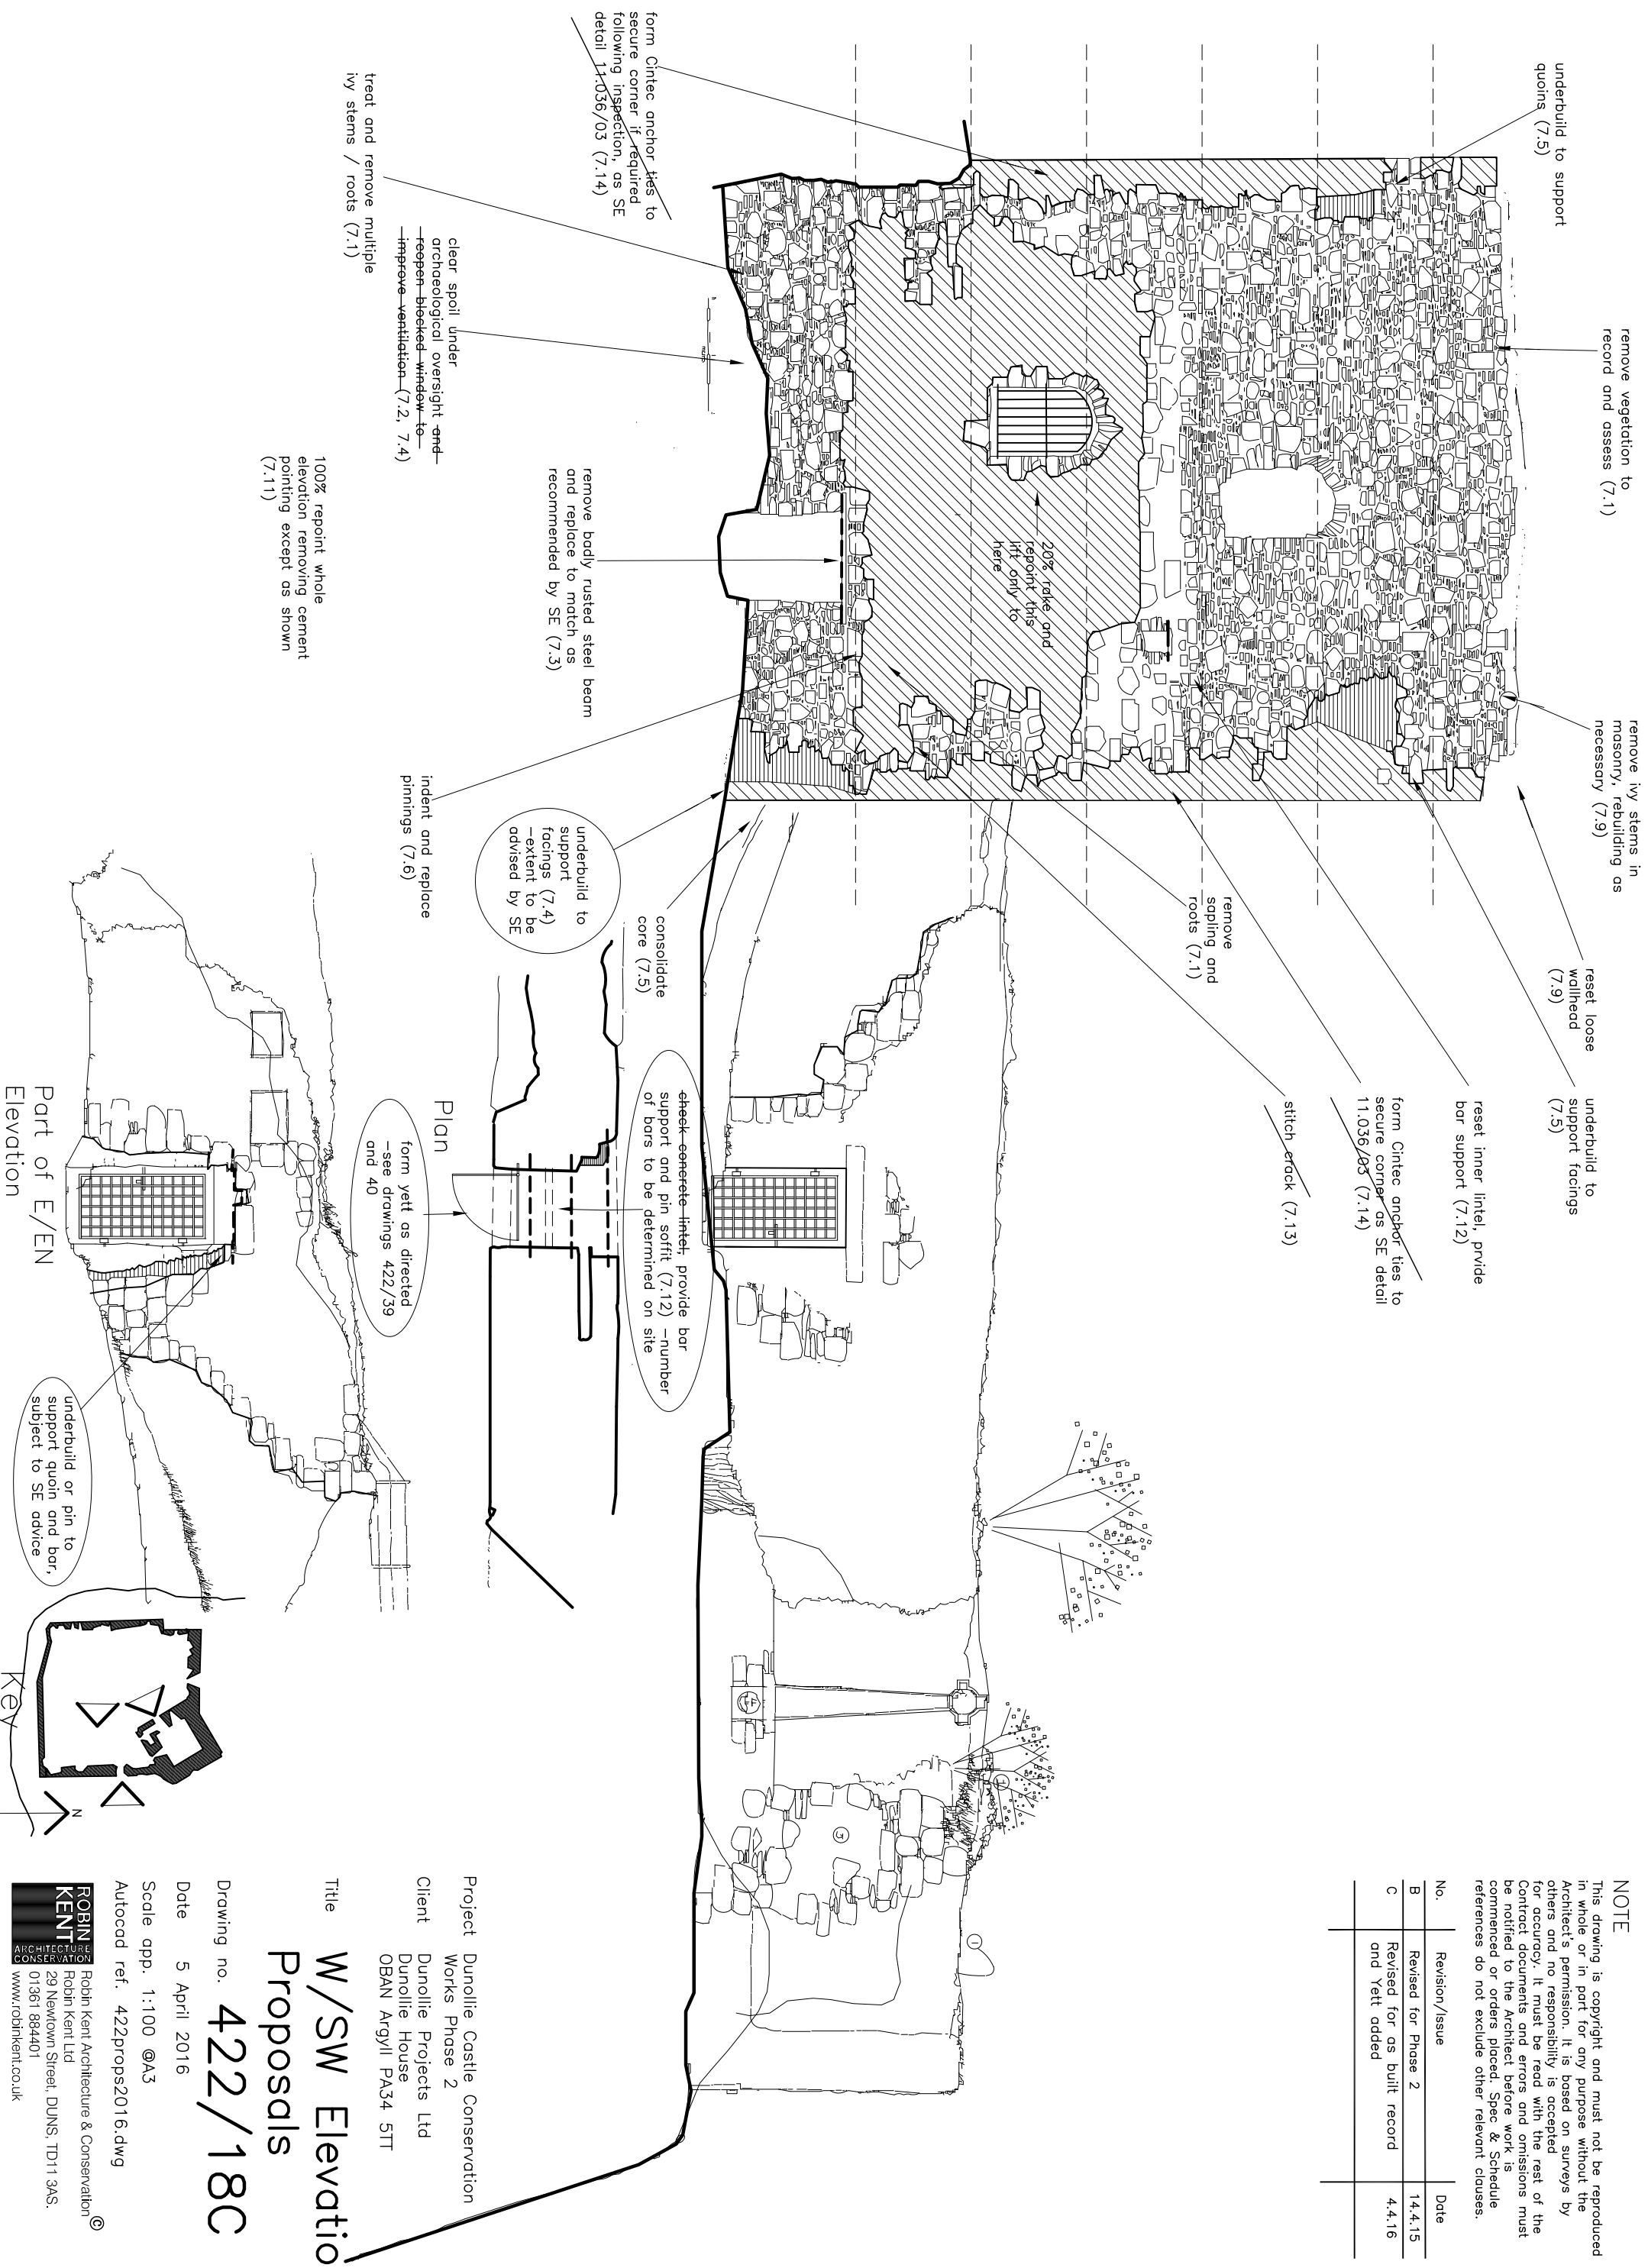 underbuild to support
quoins (7.5)
remove vegetation to
record and assess (7.1)
remove ivy stems in
masonry, rebuilding as
necessary (7.9)
reset loose
wallhead
(7.9)
underbuild to
support facings
(7.5)
reset inner lintel, prvide
bar support (7.12)
form Cintec anchor ties to
secure corner as SE detail
11.036/03 (7.14)
stitch crack (7.13)
remove
sapling and
roots (7.1)
form Cintec anchor ties to
secure corner if required
following inspection, as SE
detail 11.036/03 (7.14)
20% rake and
repoint this
lift only to
here
treat and remove multiple
ivy stems / roots (7.1)
clear spoil under
archaeological oversight and
reopen blocked window to
improve ventilation (7.2, 7.4)
100% repoint whole
elevation removing cement
pointing except as shown
(7.11)
remove badly rusted steel beam
and replace to match as
recommended by SE (7.3)
indent and replace
pinnings (7.6)
underbuild to
support
facings (7.4)
-extent to be
advised by SE
consolidate
core (7.5)
check concrete lintel, provide bar
support and pin soffit (7.12) -number
of bars to be determined on site
Plan
form yett as directed
-see drawings 422/39
and 40
Part of E/EN
Elevation
underbuild or pin to
support quoin and bar,
subject to SE advice
Key
N
1
1
3
NOTE
This drawing is copyright and must not be reproduced
in whole or in part for any purpose without the
Architect's permission. It is based on surveys by
others and no responsibility is accepted
for accuracy. It must be read with the rest of the
Contract documents and errors and omissions must
be notified to the Architect before work is
commenced or orders placed. Spec & Schedule
references do not exclude other relevant clauses.
No. Revision/Issue Date
B Revised for Phase 2 14.4.15
C Revised for as built record
and Yett added 4.4.16
Project Dunollie Castle Conservation
Works Phase 2
Client Dunollie Projects Ltd
Dunollie House
OBAN Argyll PA34 5TT
Title W/SW Elevatio
Proposals
Drawing no. 422/18C
Date 5 April 2016
Scale app. 1:100 @A3
Autocad ref. 422props2016.dwg
ROBIN
KENT
ARCHITECTURE
CONSERVATION
Robin Kent Architecture & Conservation ©
Robin Kent Ltd
29 Newtown Street, DUNS, TD11 3AS.
01361 884401
www.robinkent.co.uk